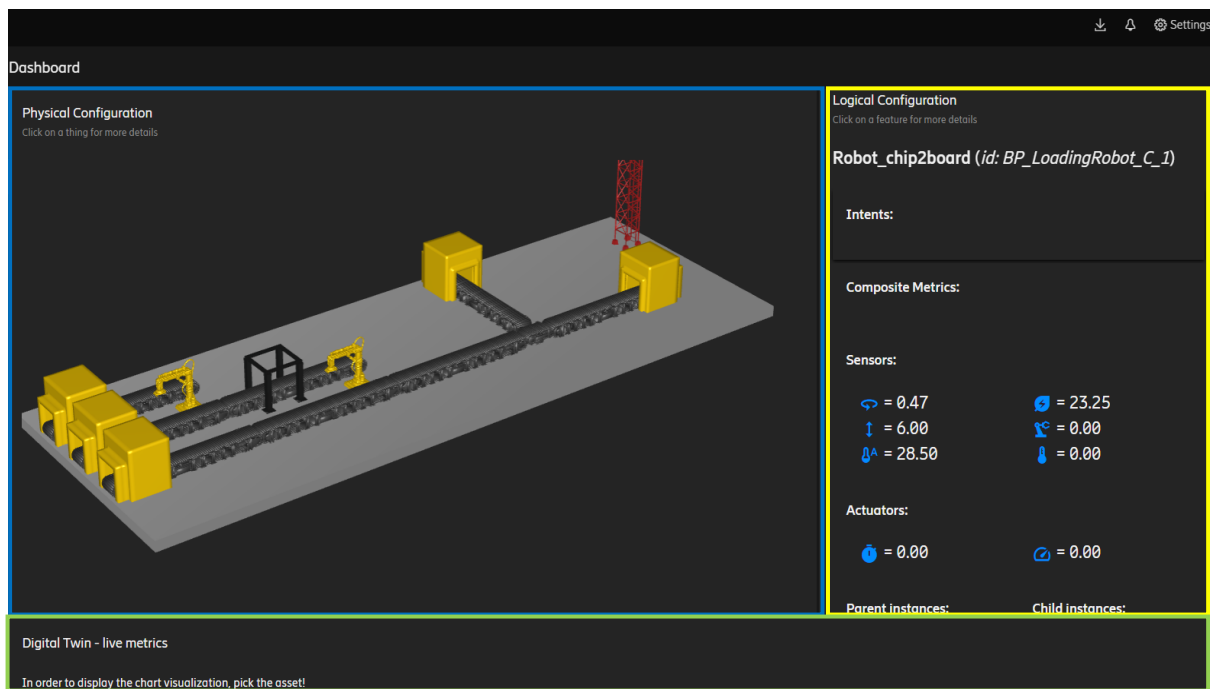 Settings
Dashboard
Physical Configuration
Click on a thing for more details
Logical Configuration
Click on a feature for more details
Robot_chip2board (id: BP_LoadingRobot_C_1)
Intents:
Composite Metrics:
Sensors:
= 0.47
= 23.25
= 6.00
= 0.00
A = 28.50
= 0.00
Actuators:
= 0.00
= 0.00
Parent instances:
Child instances:
Digital Twin - live metrics
In order to display the chart visualization, pick the asset!